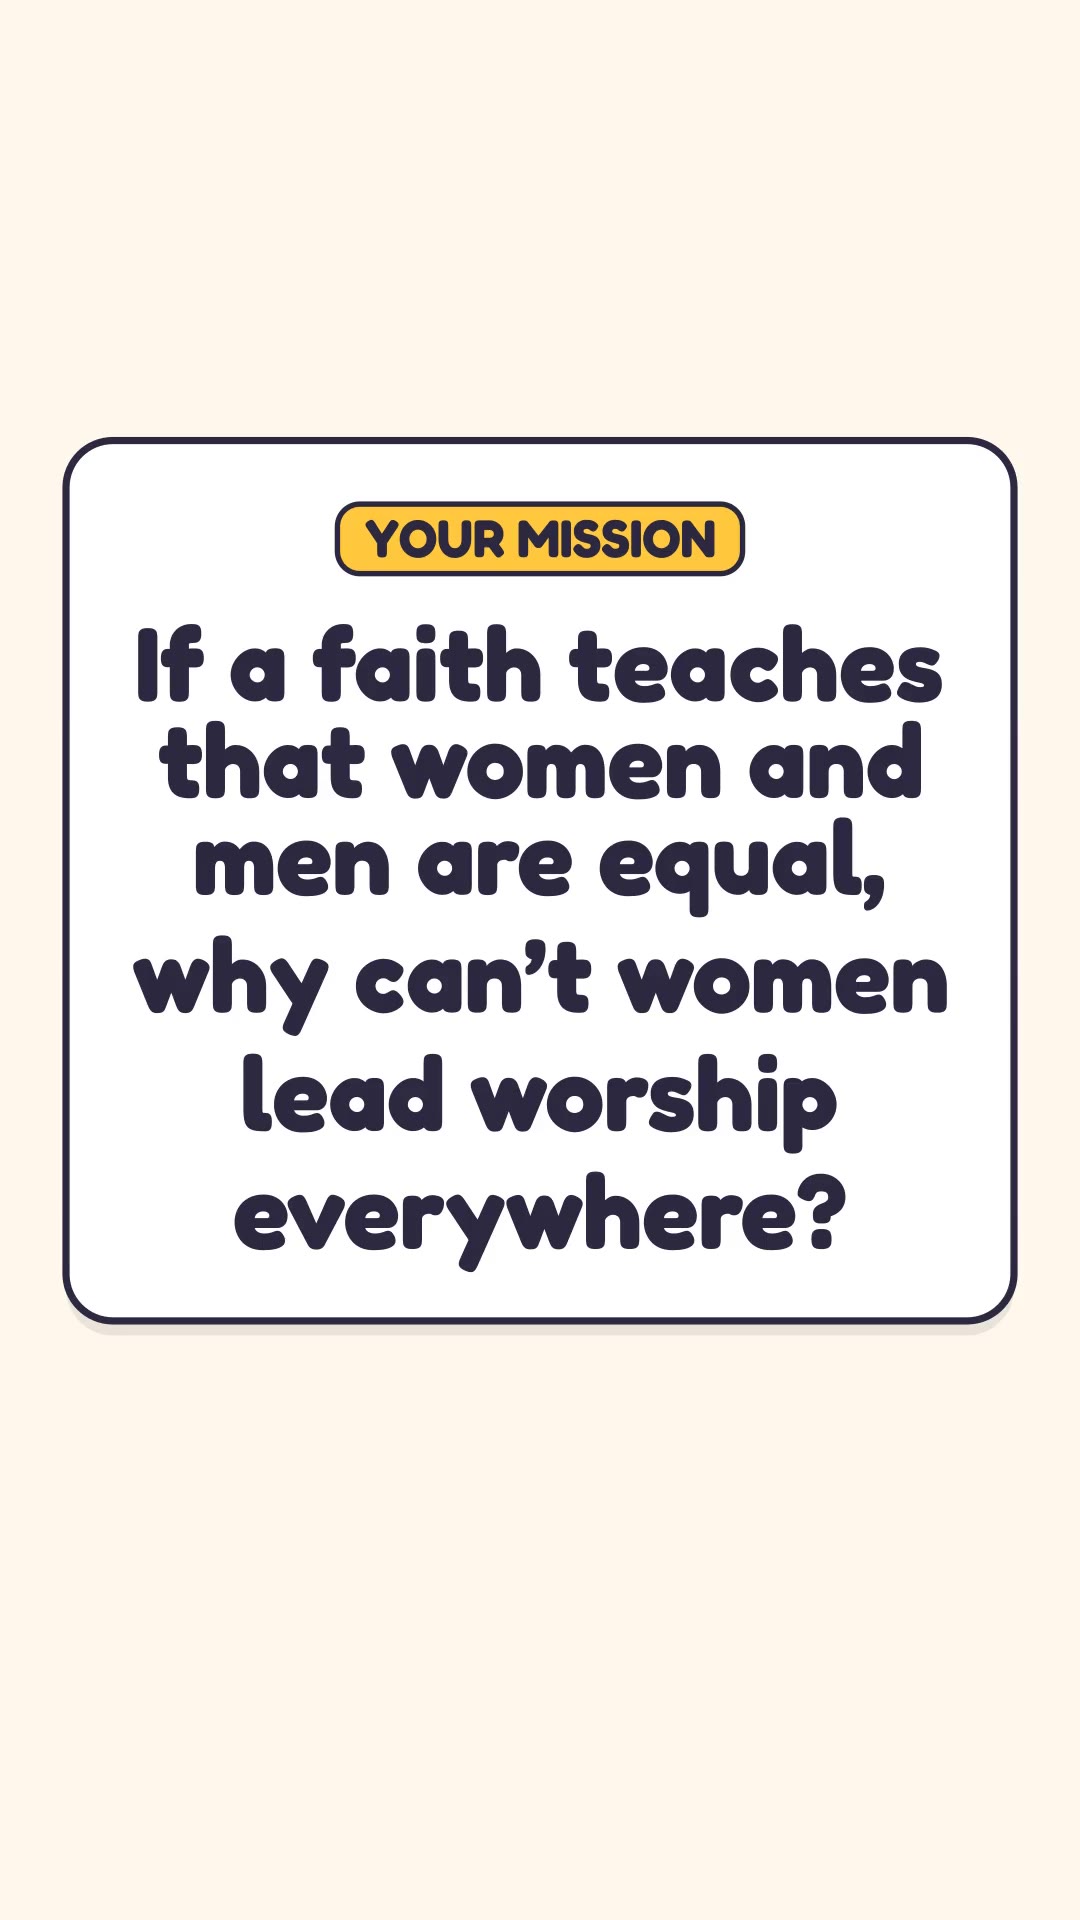 YOUR MISSION
If a faith teaches
that women and
men are equal,
why can’t women
lead worship
everywhere?